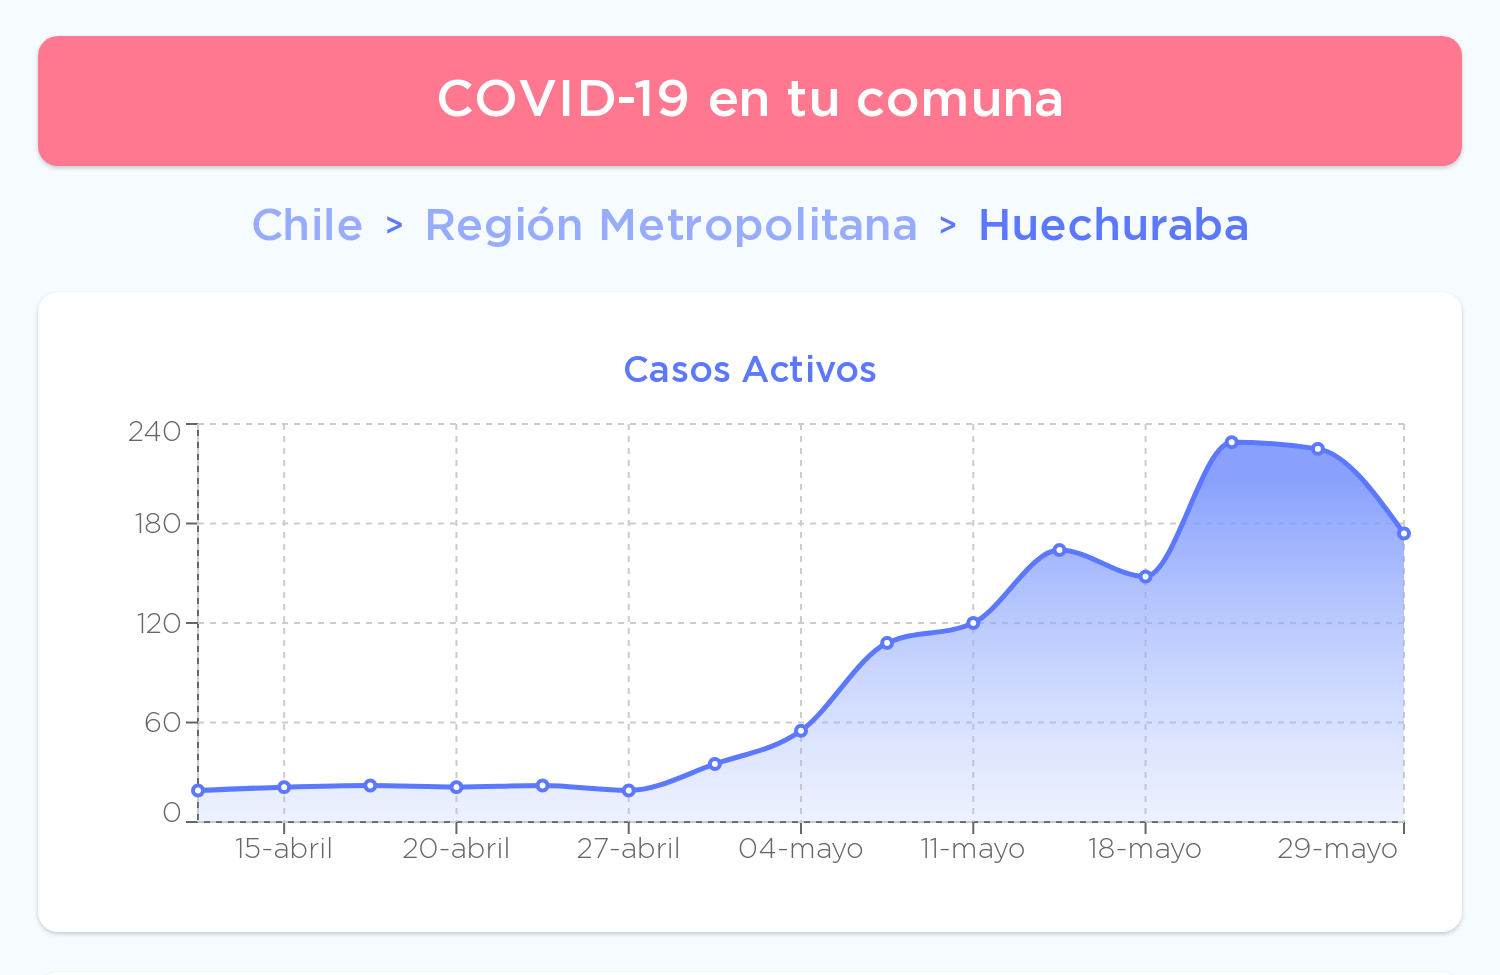 COVID-19 en tu comuna
Chile > Región Metropolitana > Huechuraba
Casos Activos
240
180
120
60
0
15-abril 20-abril 27-abril 04-mayo 11-mayo 18-mayo 29-mayo